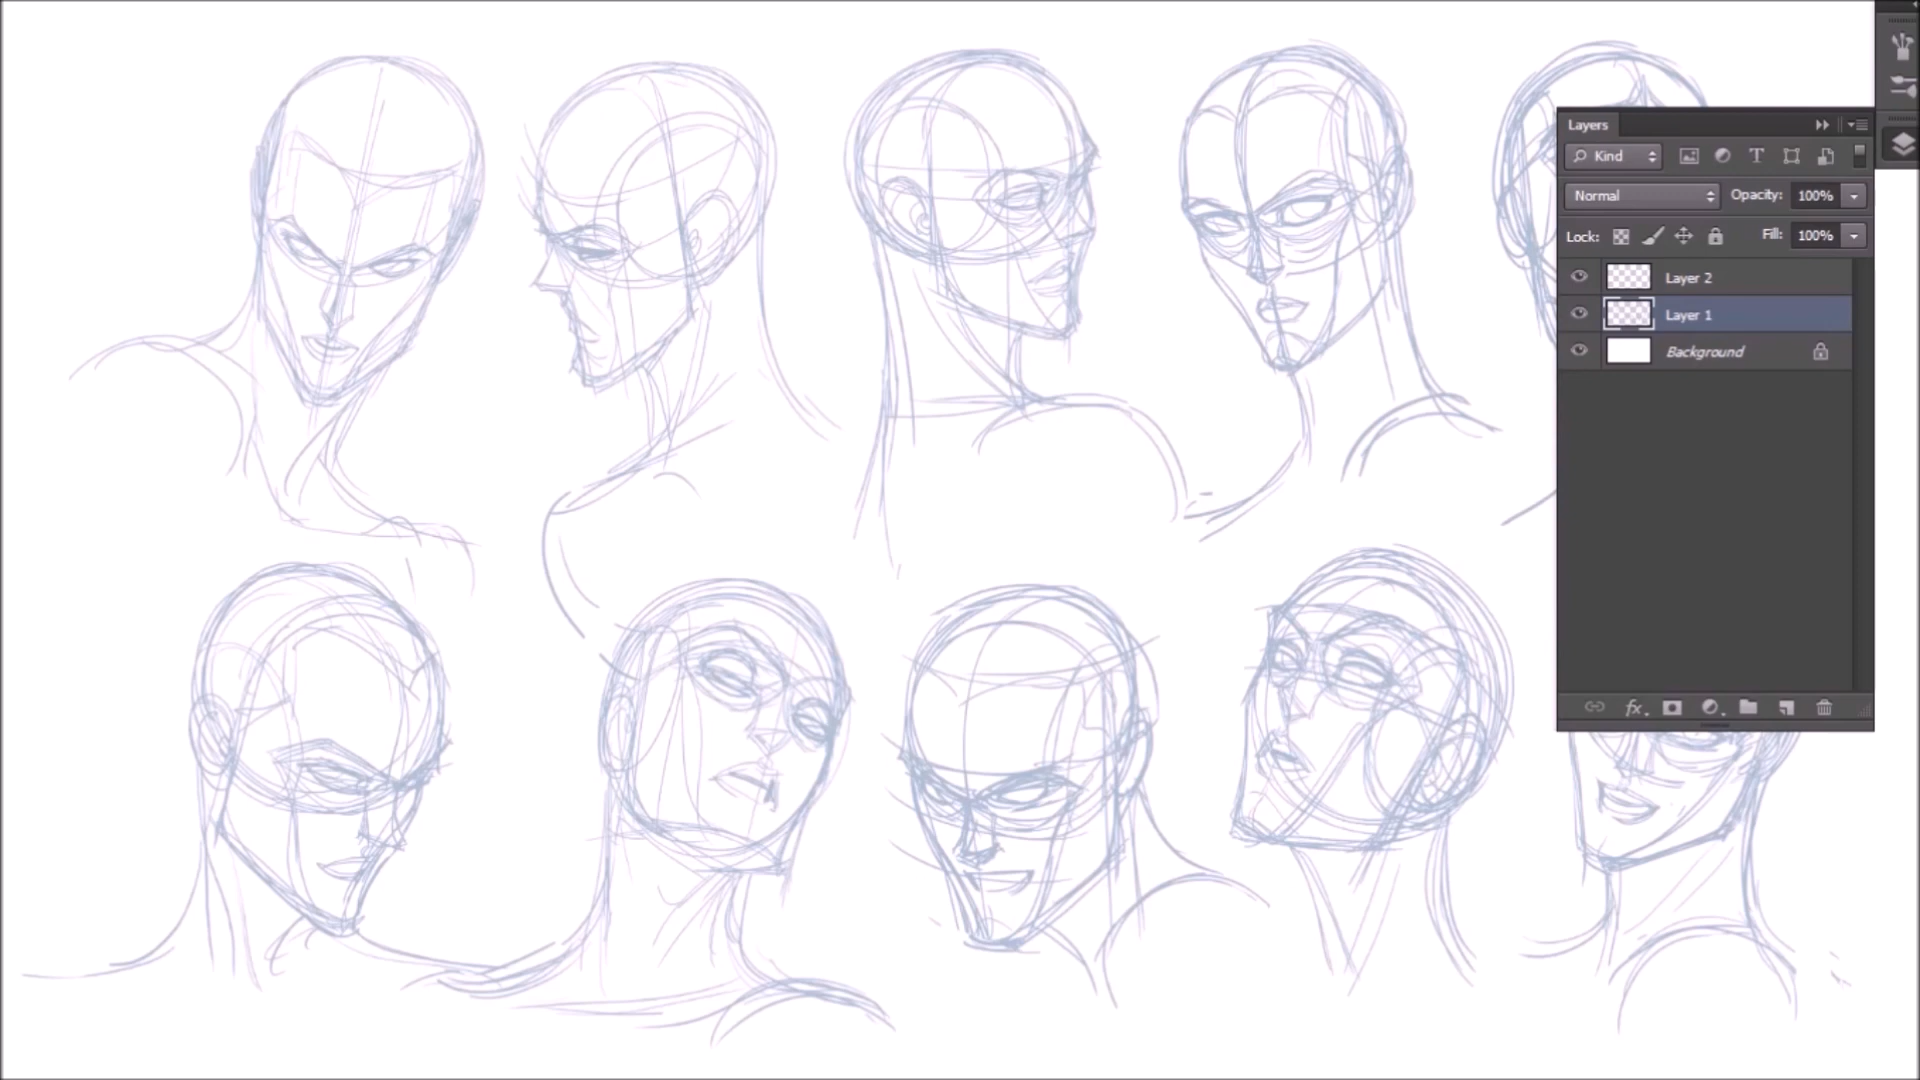 Layers
Kind
Normal Opacity: 100%
Lock: Fill: 100%
Layer 2
Layer 1
Background
fx.